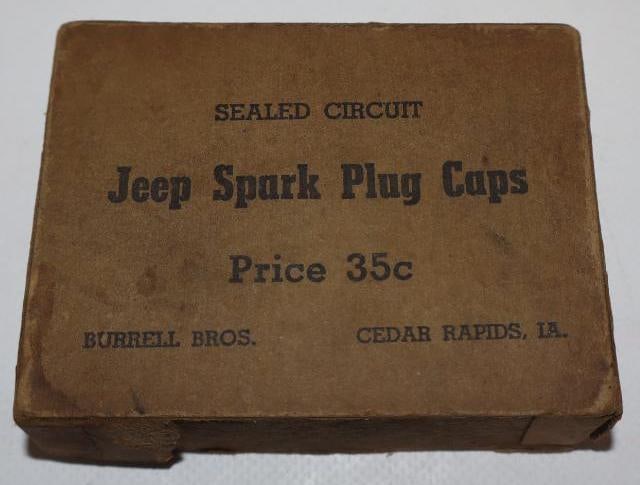 SEALED CIRCUIT
Jeep Spark Plug Caps
Price 35c
BURRELL BROS. CEDAR RAPIDS, IA.